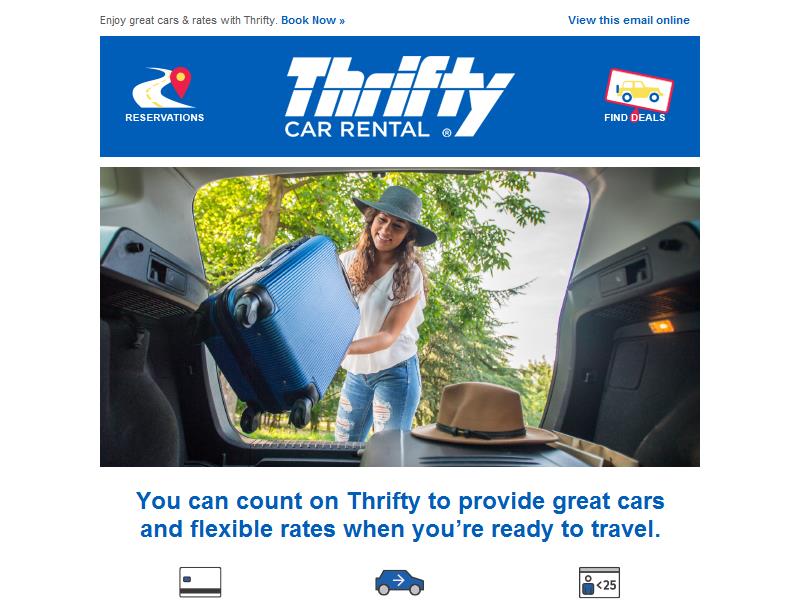 Enjoy great cars & rates with Thrifty. Book Now »
View this email online
Thrifty
CAR RENTAL ®
RESERVATIONS
FIND DEALS
You can count on Thrifty to provide great cars
and flexible rates when you’re ready to travel.
<25